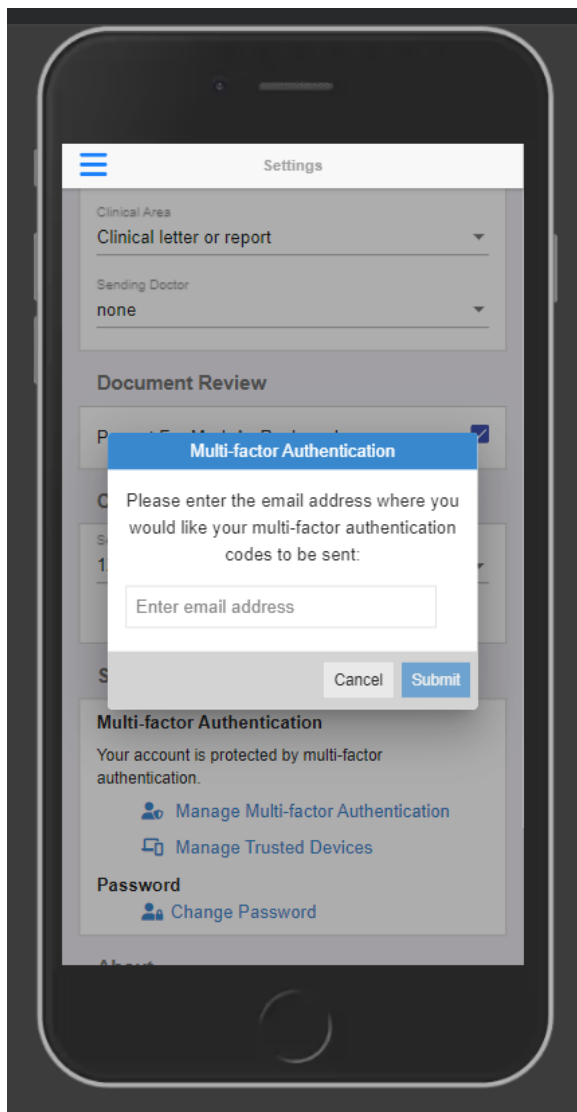 Settings
Clinical Area
Clinical letter or report
Sending Doctor
none
Document Review
Multi-factor Authentication
Please enter the email address where you
would like your multi-factor authentication
codes to be sent:
Enter email address
Cancel Submit
Multi-factor Authentication
Your account is protected by multi-factor
authentication.
Manage Multi-factor Authentication
Manage Trusted Devices
Password
Change Password